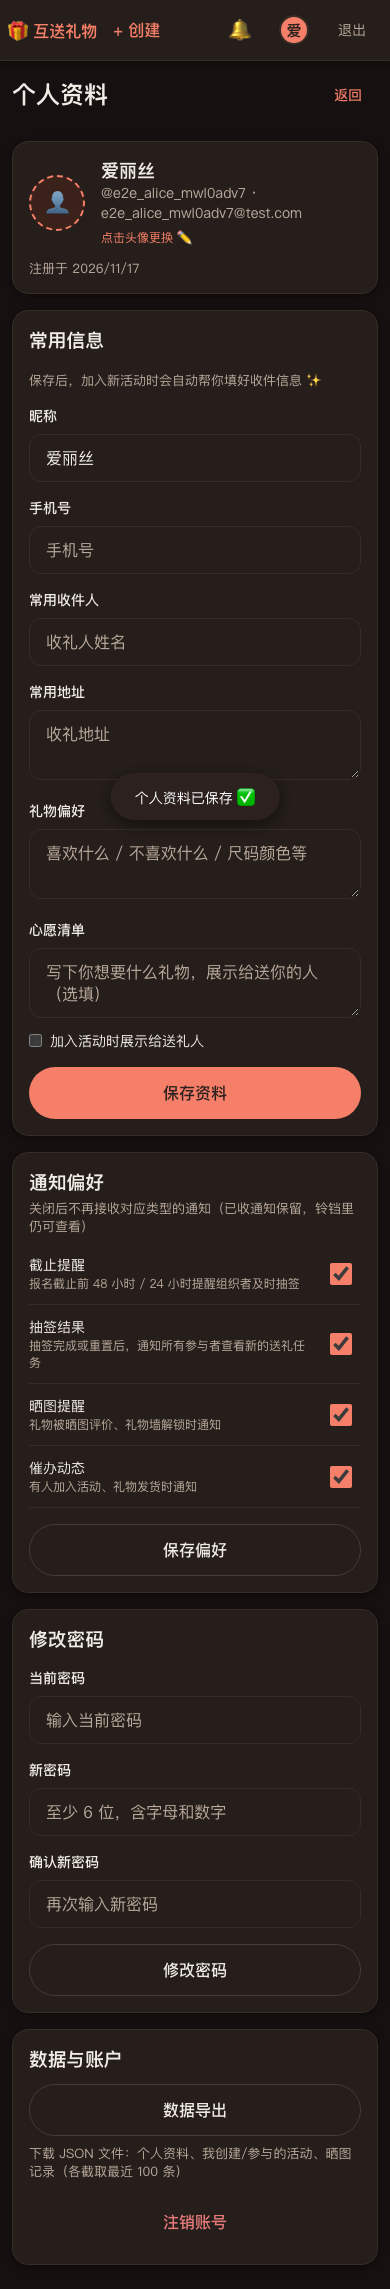 🎁 互送礼物 + 创建 🔔 爱 退出
个人资料 返回
爱丽丝
@e2e_alice_mwl0adv7 ·
e2e_alice_mwl0adv7@test.com
点击头像更换 ✏️
注册于 2026/11/17
常用信息
保存后，加入新活动时会自动帮你填好收件信息 ✨
昵称
爱丽丝
手机号
手机号
常用收件人
收礼人姓名
常用地址
收礼地址
个人资料已保存 ✅
礼物偏好
喜欢什么 / 不喜欢什么 / 尺码颜色等
心愿清单
写下你想要什么礼物，展示给送你的人
（选填）
加入活动时展示给送礼人
保存资料
通知偏好
关闭后不再接收对应类型的通知（已收通知保留，铃铛里
仍可查看）
截止提醒
报名截止前 48 小时 / 24 小时提醒组织者及时抽签
抽签结果
抽签完成或重置后，通知所有参与者查看新的送礼任
务
晒图提醒
礼物被晒图评价、礼物墙解锁时通知
催办动态
有人加入活动、礼物发货时通知
保存偏好
修改密码
当前密码
输入当前密码
新密码
至少 6 位，含字母和数字
确认新密码
再次输入新密码
修改密码
数据与账户
数据导出
下载 JSON 文件：个人资料、我创建/参与的活动、晒图
记录（各截取最近 100 条）
注销账号